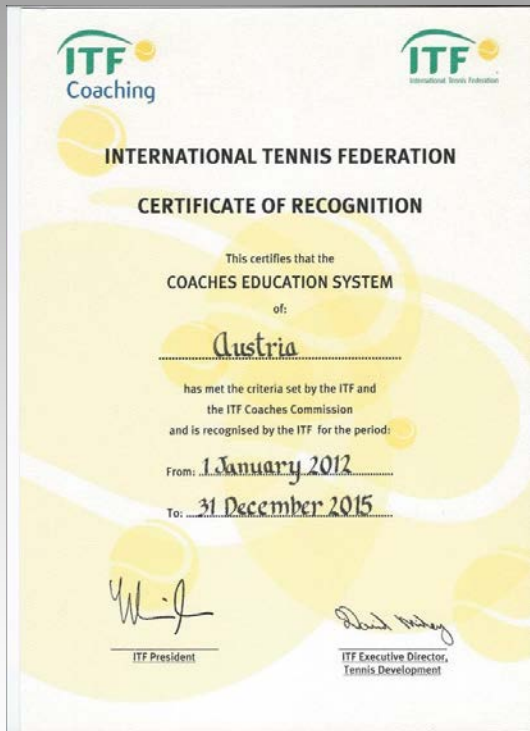 ITF
Coaching
ITF
International Tennis Federation
INTERNATIONAL TENNIS FEDERATION
CERTIFICATE OF RECOGNITION
This certifies that the
COACHES EDUCATION SYSTEM
of:
Austria
has met the criteria set by the ITF and
the ITF Coaches Commission
and is recognised by the ITF for the period:
From: 1 January 2012
To: 31 December 2015
ITF President
ITF Executive Director,
Tennis Development